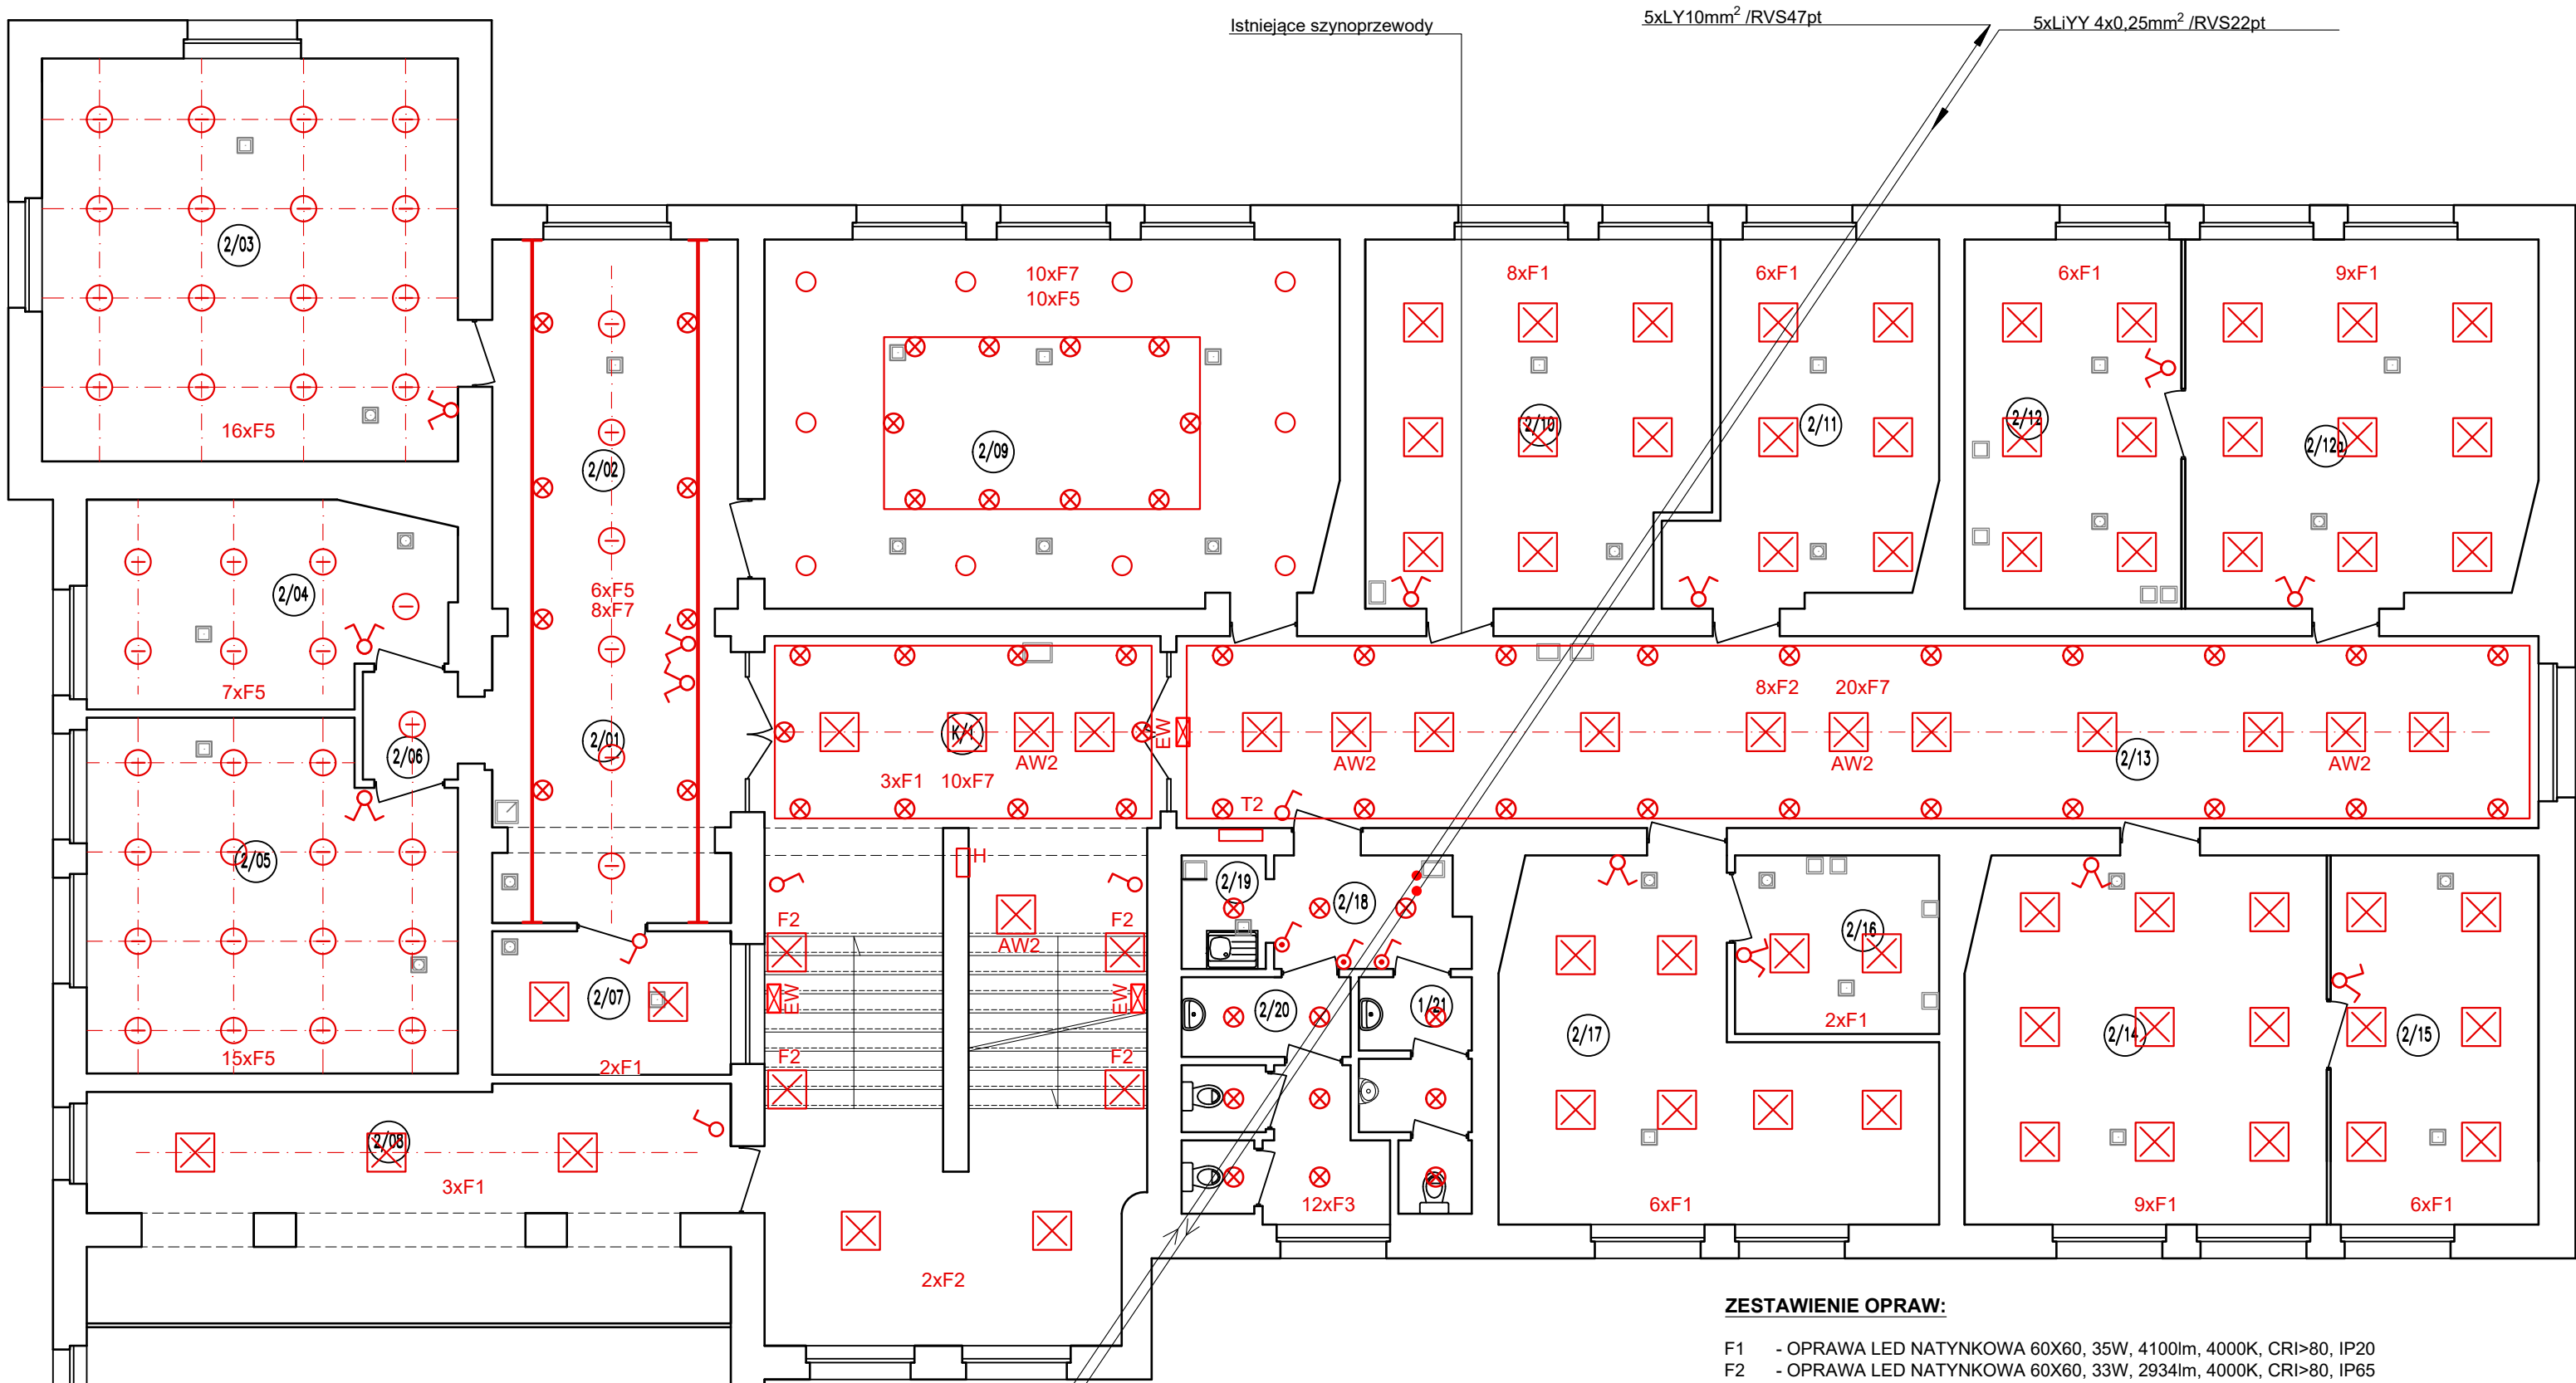 Istniejące szynoprzewody
5xLY10mm² /RVS47pt
5xLiYY 4x0,25mm² /RVS22pt
2/03
16xF5
2/02
6xF5
8xF7
10xF7
10xF5
2/09
8xF1
2/10
6xF1
2/11
6xF1
2/12
9xF1
2/12a
2/04
7xF5
2/06
2/01
2/05
15xF5
K/1
AW2
3xF1 10xF7
EW
8xF2 20xF7
AW2
AW2
AW2
2/13
T2
H
F2
AW2
F2
EW
EW
F2
F2
2/07
2xF1
2/08
3xF1
2xF2
2/19
2/18
2/20
1/21
12xF3
2/17
6xF1
2/16
2xF1
2/14
9xF1
2/15
6xF1
ZESTAWIENIE OPRAW:
F1 - OPRAWA LED NATYNKOWA 60X60, 35W, 4100lm, 4000K, CRI>80, IP20
F2 - OPRAWA LED NATYNKOWA 60X60, 33W, 2934lm, 4000K, CRI>80, IP65